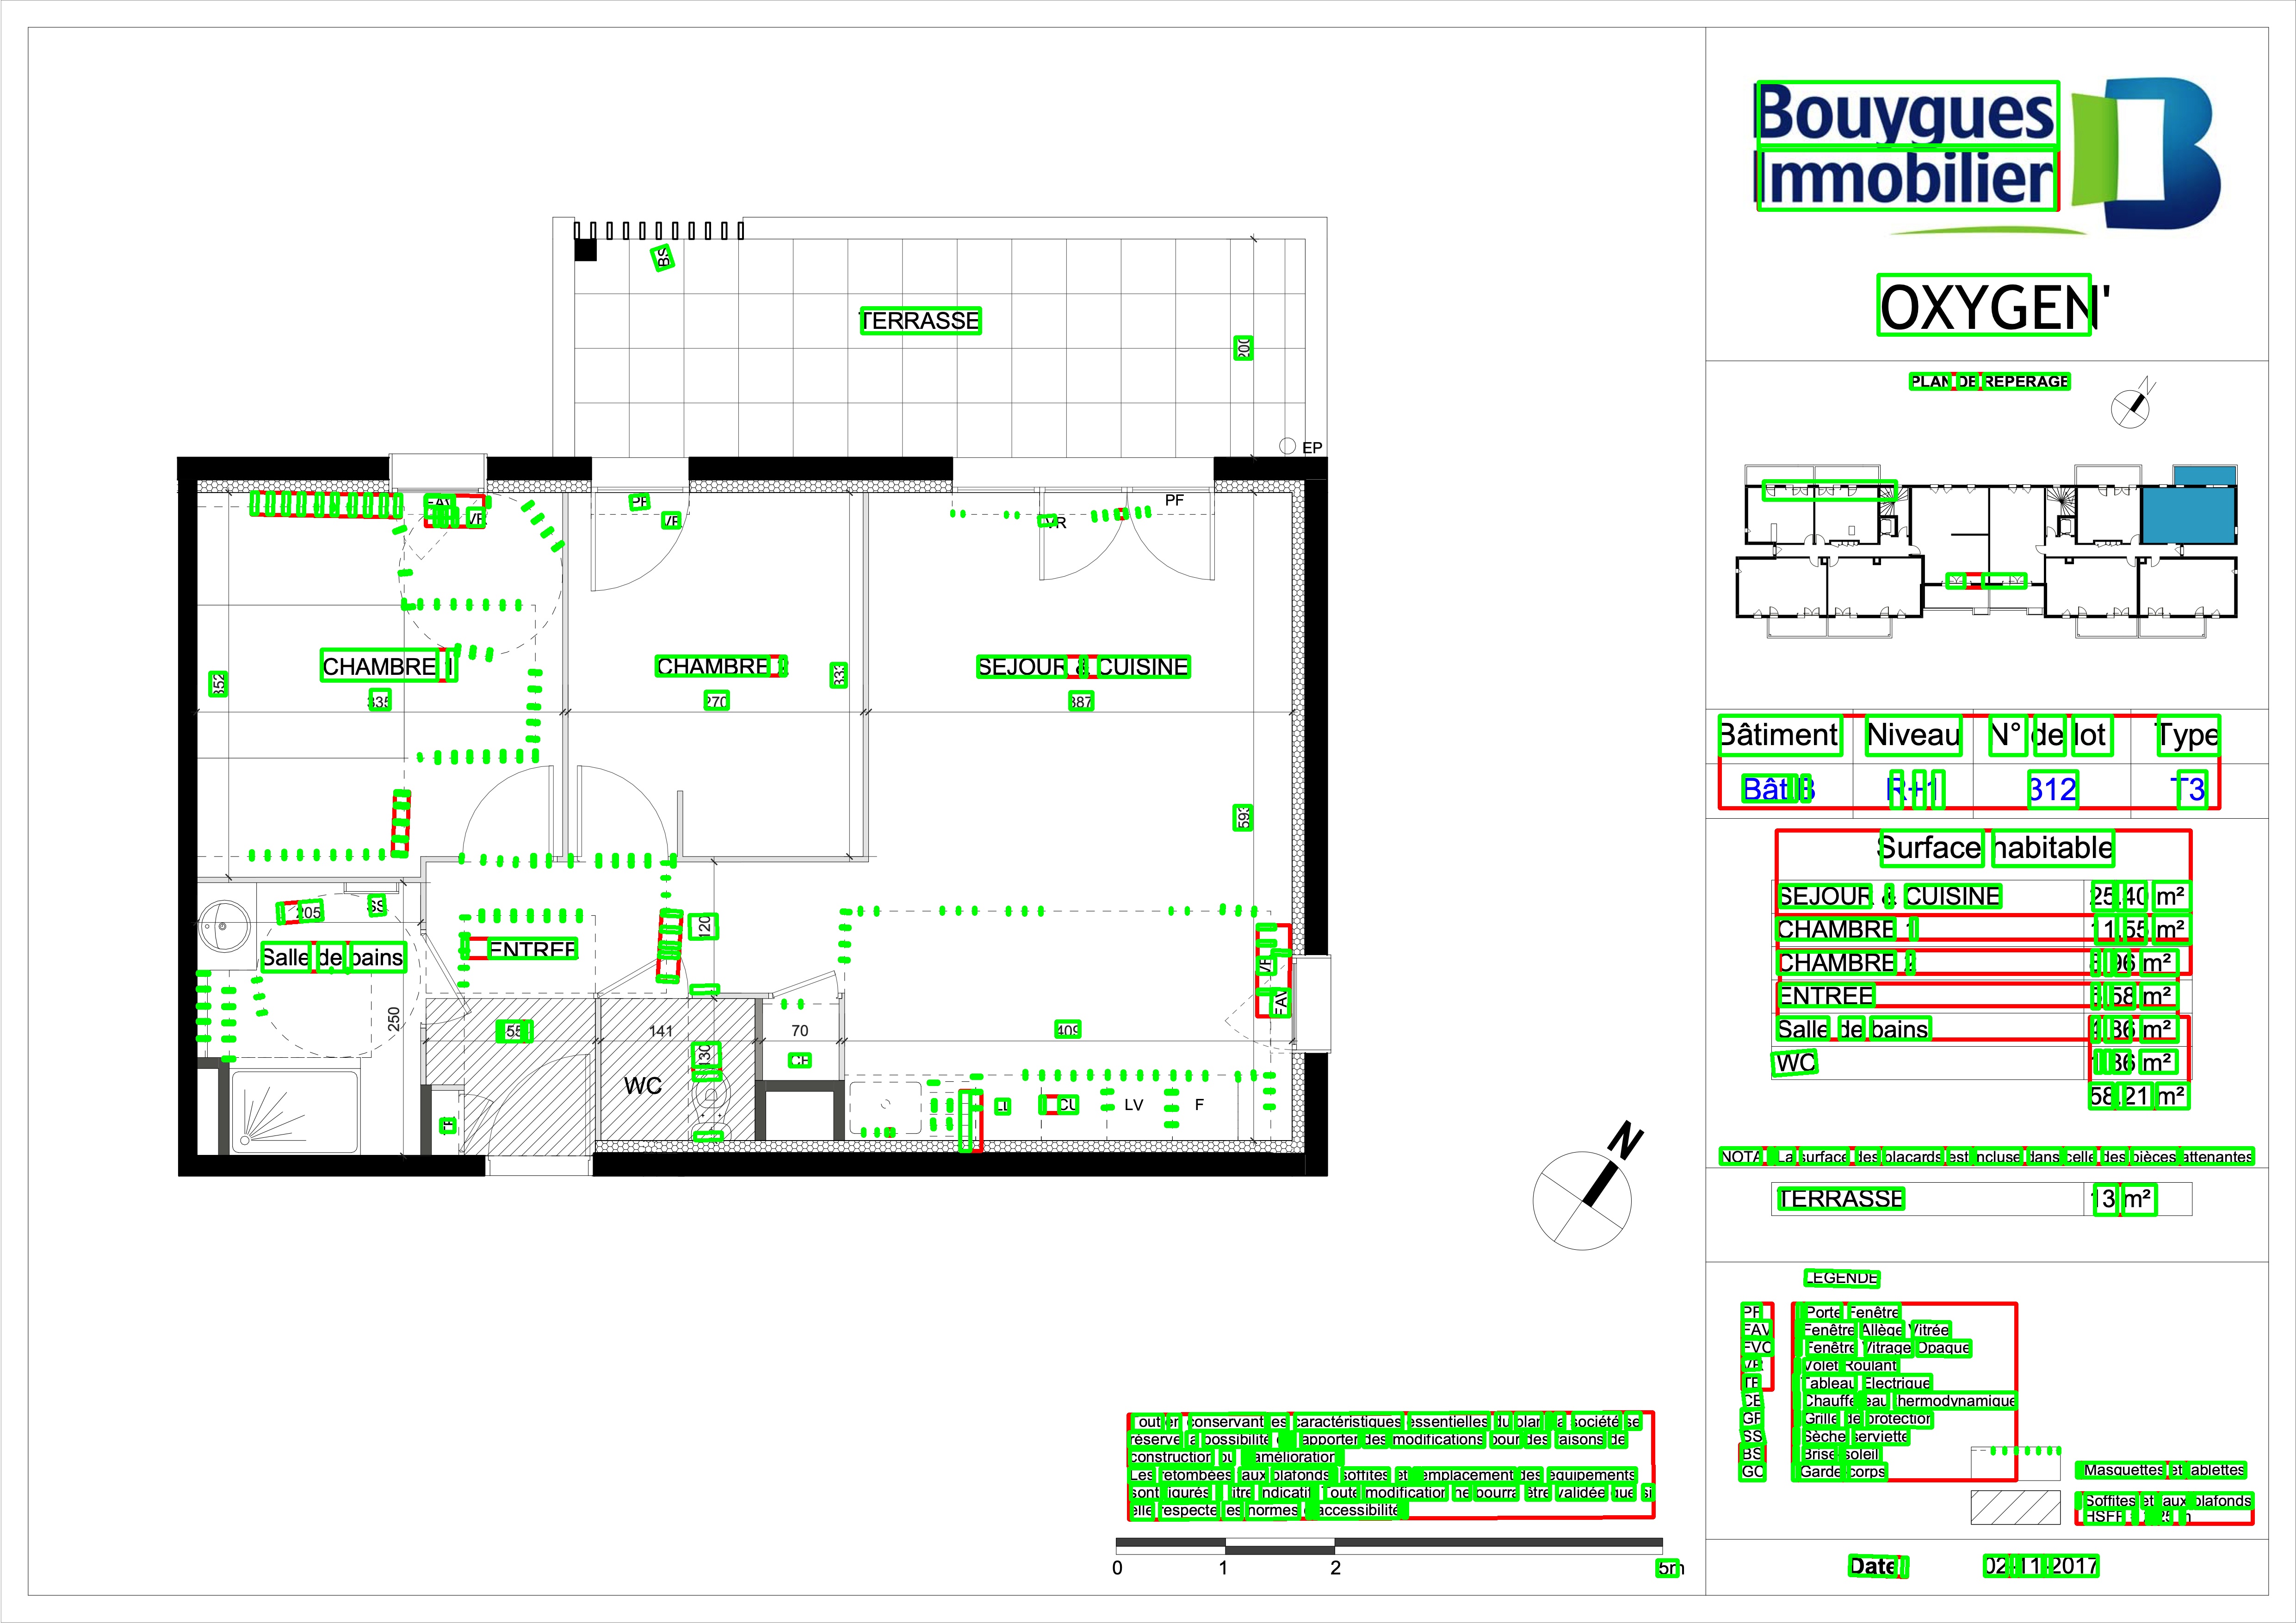 Bouygues
Immobilier
OXYGEN'
PLAN DE REPERAGE
N
BS
TERRASSE
200
EP
FAV
VR
PF
VR
VR
PF
CHAMBRE 1
CHAMBRE 2
SEJOUR & CUISINE
352
335
270
333
387
593
205
SS
Salle de bains
ENTREE
120
VR
FAV
250
155
141
130
70
CE
409
WC
TE
LL
CU
LV
F
N
Bâtiment Niveau N° de lot Type
Bât B R+1 312 T3
Surface habitable
SEJOUR & CUISINE 25.40 m²
CHAMBRE 1 11.55 m²
CHAMBRE 2 8.96 m²
ENTREE m²
Salle de bains m²
WC m²
58.21 m²
NOTA : La surface des placards est incluse dans celle des pièces attenantes
TERRASSE 13 m²
LEGENDE
PF : Porte Fenêtre
FAV : Fenêtre Allège Vitrée
FVO : Fenêtre Vitrage Opaque
VR : Volet Roulant
TE : Tableau Electrique
CE : Chauffe eau thermodynamique
GP : Grille de protection
SS : Sèche serviette
BS : Brise-soleil
GC : Garde-corps
Masquettes et tablettes
Soffites et faux plafonds
Tout en conservant les caractéristiques essentielles du plan, la société se
réserve la possibilité d'apporter des modifications pour des raisons de
construction ou d'amélioration.
Les retombées, faux plafonds, soffites et l'emplacement des équipements
sont figurés à titre indicatif. Toute modification ne pourra être validée que si
elle respecte les normes d'accessibilité.
0 1 2 5m
Date : 02-11-2017